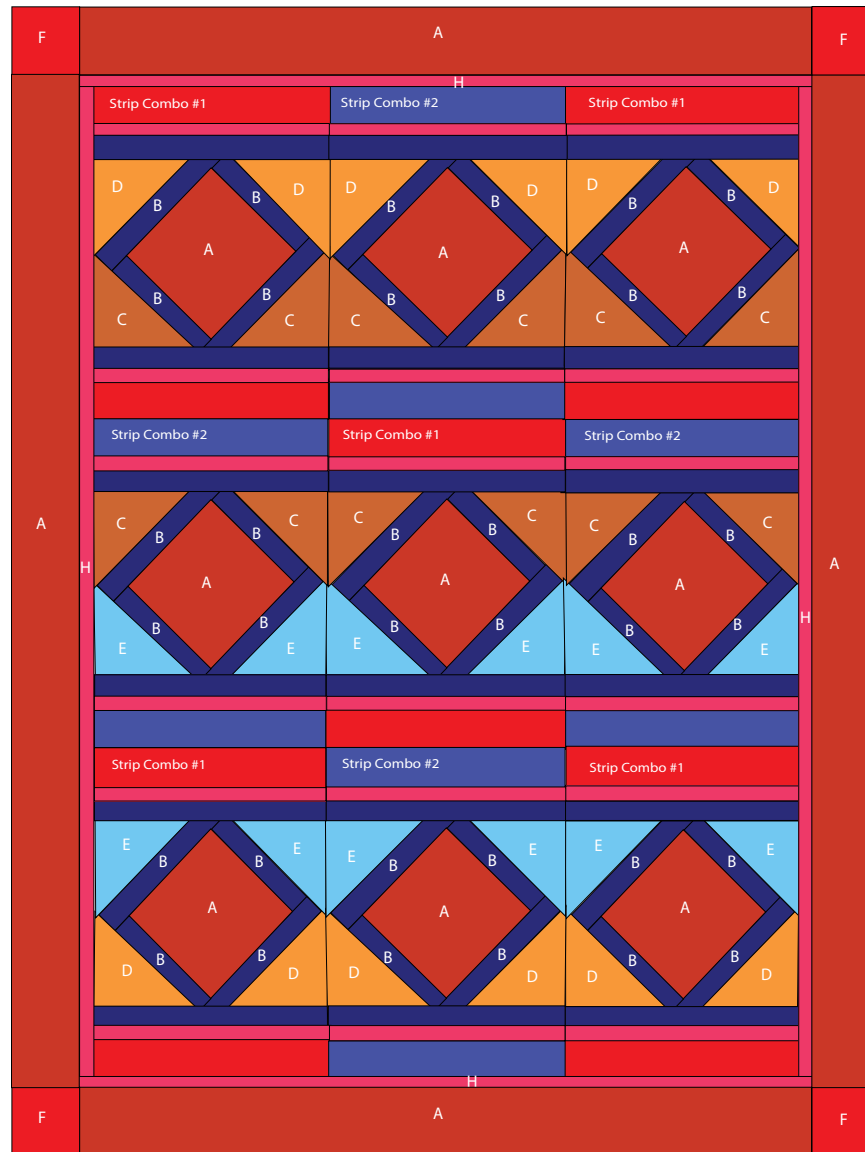 F A F
H
Strip Combo #1 Strip Combo #2 Strip Combo #1
D D D D D D
B B B B B B
A A A
B B B B B B
C C C C C C
Strip Combo #2 Strip Combo #1 Strip Combo #2
C C C C C C
A B B B B B B A
H A A A H
B B B B B B
E E E E E E
Strip Combo #1 Strip Combo #2 Strip Combo #1
E E E E E E
B B B B B B
A A A
B B B B B B
D D D D D D
H
F A F